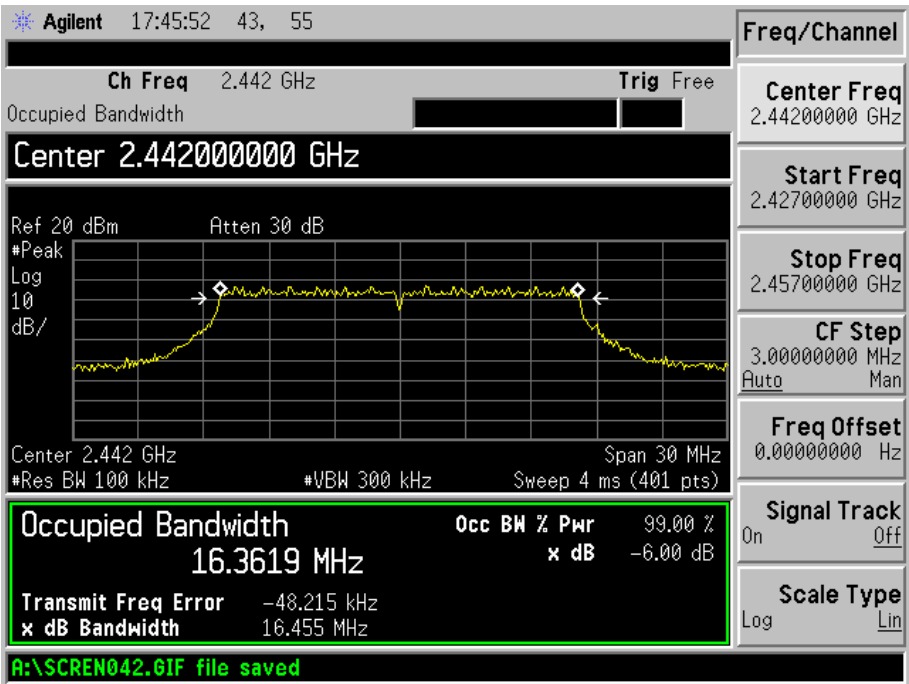 Agilent 17:45:52 43, 55
Ch Freq 2.442 GHz Trig Free
Occupied Bandwidth
Center 2.442000000 GHz
Ref 20 dBm Atten 30 dB
#Peak
Log
10
dB/
Center 2.442 GHz Span 30 MHz
#Res BW 100 kHz #VBW 300 kHz Sweep 4 ms (401 pts)
Occupied Bandwidth Occ BW % Pwr 99.00 %
16.3619 MHz x dB -6.00 dB
Transmit Freq Error -48.215 kHz
x dB Bandwidth 16.455 MHz
A:\SCREN042.GIF file saved
Freq/Channel
Center Freq
2.44200000 GHz
Start Freq
2.42700000 GHz
Stop Freq
2.45700000 GHz
CF Step
3.00000000 MHz
Auto Man
Freq Offset
0.00000000 Hz
Signal Track
On Off
Scale Type
Log Lin